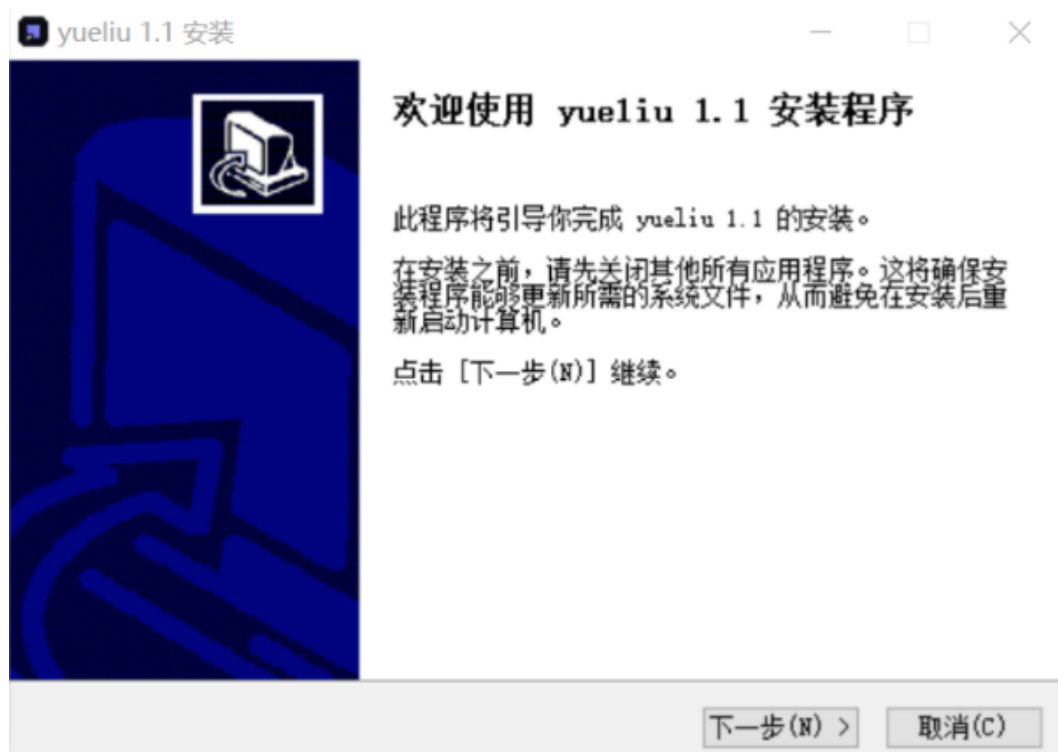 yueliu 1.1 安装
欢迎使用 yueliu 1.1 安装程序
此程序将引导你完成 yueliu 1.1 的安装。
在安装之前，请先关闭其他所有应用程序。这将确保安
装程序能够更新所需的系统文件，从而避免在安装后重
新启动计算机。
点击 [下一步(N)] 继续。
下一步(N) >
取消(C)